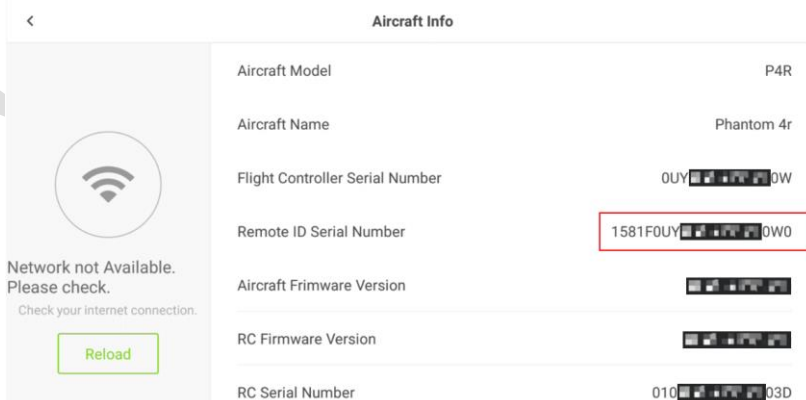 Aircraft Info
Aircraft Model P4R
Aircraft Name Phantom 4r
Flight Controller Serial Number 0UY 0W
Remote ID Serial Number 1581F0UY 0W0
Network not Available.
Please check.
Check your internet connection.
Reload
Aircraft Frimware Version
RC Firmware Version
RC Serial Number 010 03D